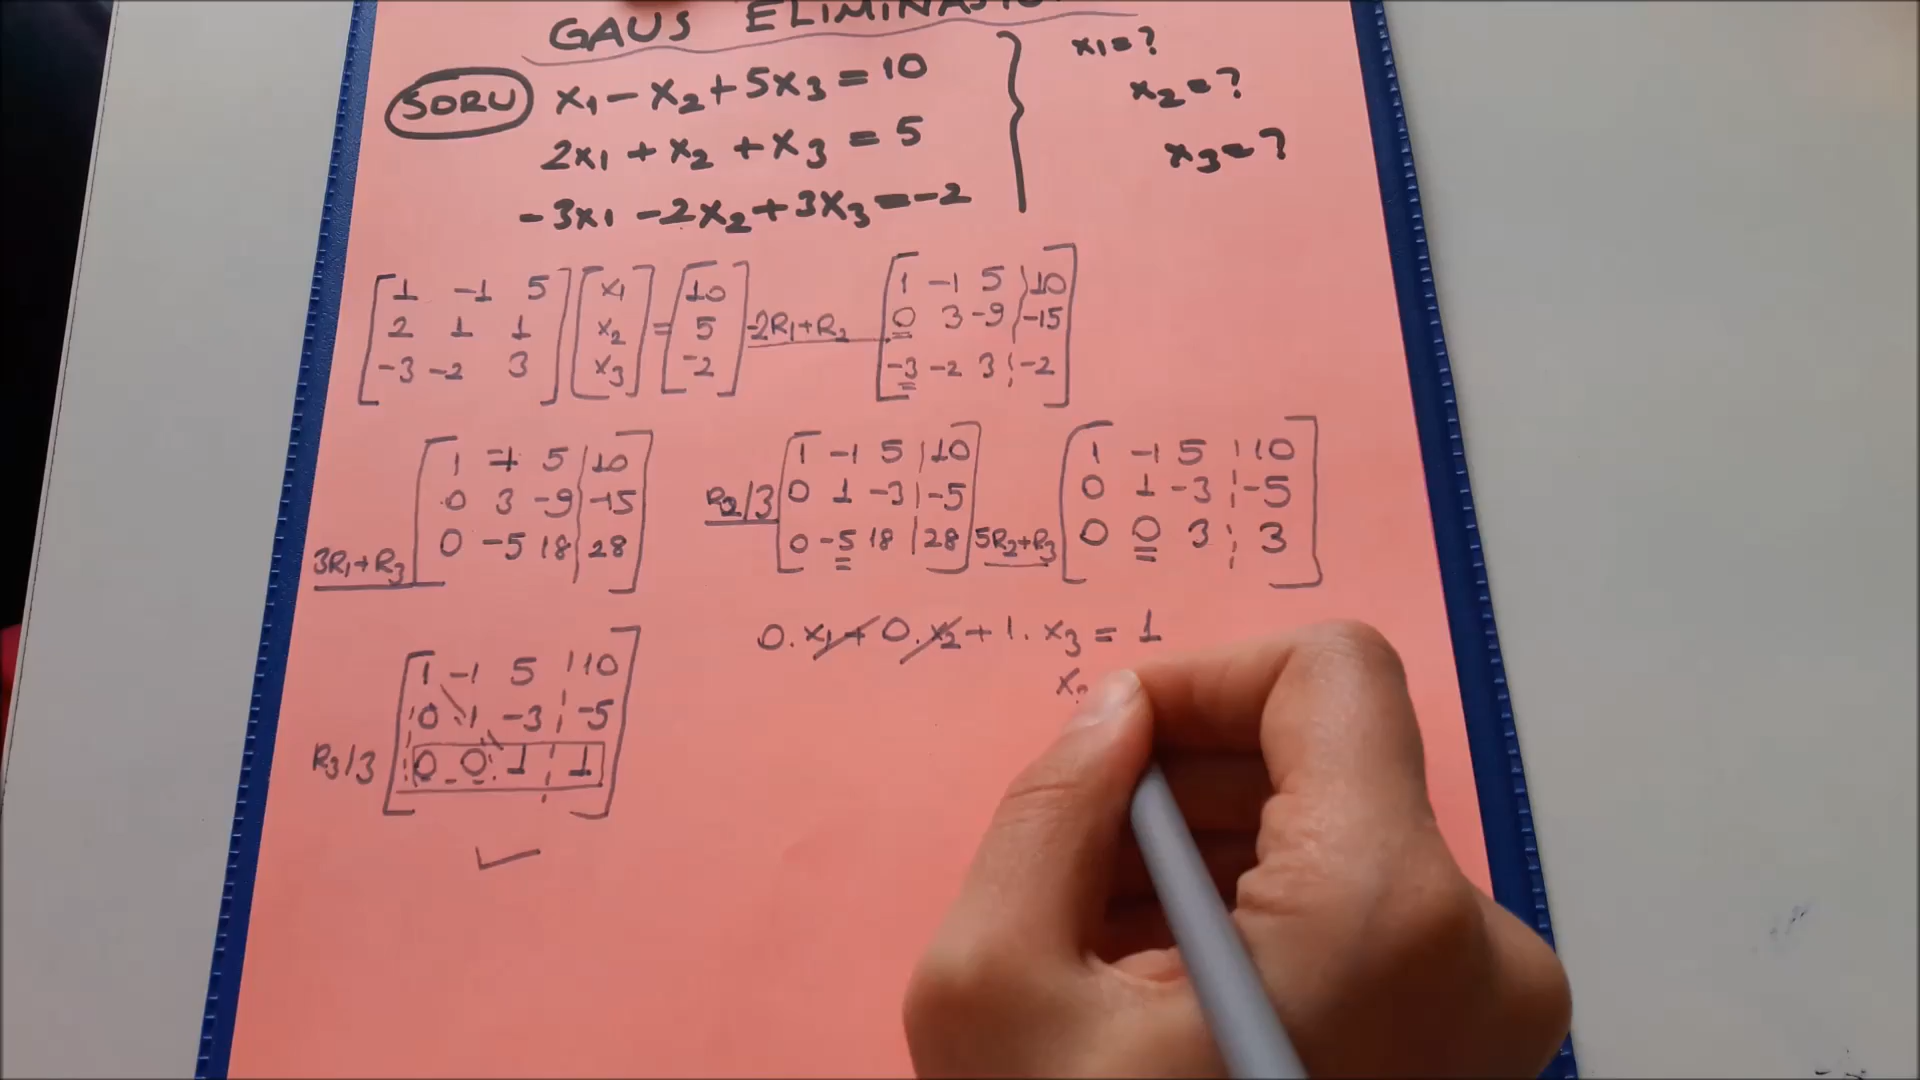 GAUS
SORU x₁ - x₂ + 5x₃ = 10
2x₁ + x₂ + x₃ = 5
-3x₁ - 2x₂ + 3x₃ = -2
x₁ = ?
x₂ = ?
x₃ = ?
1 -1 5 x₁ 10
2 1 1 x₂ = 5
-3 -2 3 x₃ -2
-2R₁+R₂
1 -1 5 10
0 3 -9 -15
-3 -2 3 -2
3R₁+R₃
1 -1 5 10
0 3 -9 -15
0 -5 18 28
R₂/3
1 -1 5 10
0 1 -3 -5
0 -5 18 28
5R₂+R₃
1 -1 5 10
0 1 -3 -5
0 0 3 3
R₃/3
1 -1 5 10
0 1 -3 -5
0 0 1 1
0.x₁ + 0.x₂ + 1.x₃ = 1